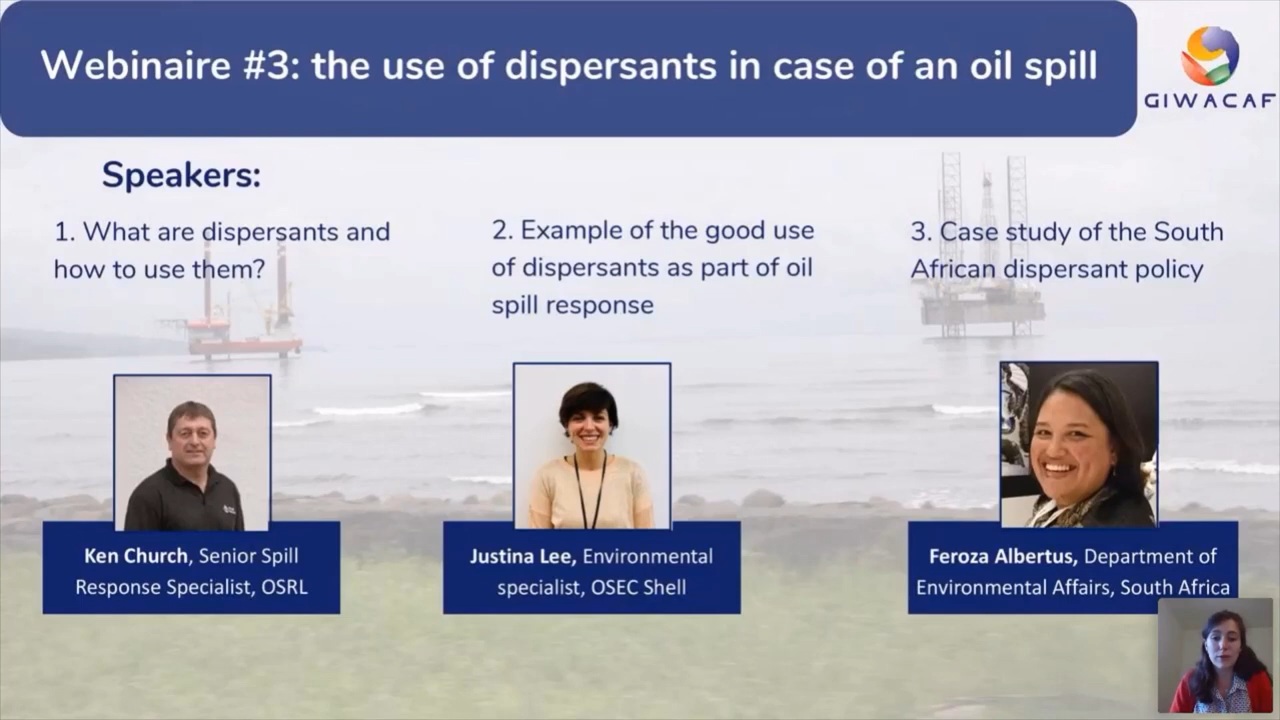 Webinaire #3: the use of dispersants in case of an oil spill
GIWACAF
Speakers:
1. What are dispersants and
how to use them?
2. Example of the good use
of dispersants as part of oil
spill response
3. Case study of the South
African dispersant policy
Ken Church, Senior Spill
Response Specialist, OSRL
Justina Lee, Environmental
specialist, OSEC Shell
Feroza Albertus, Department of
Environmental Affairs, South Africa